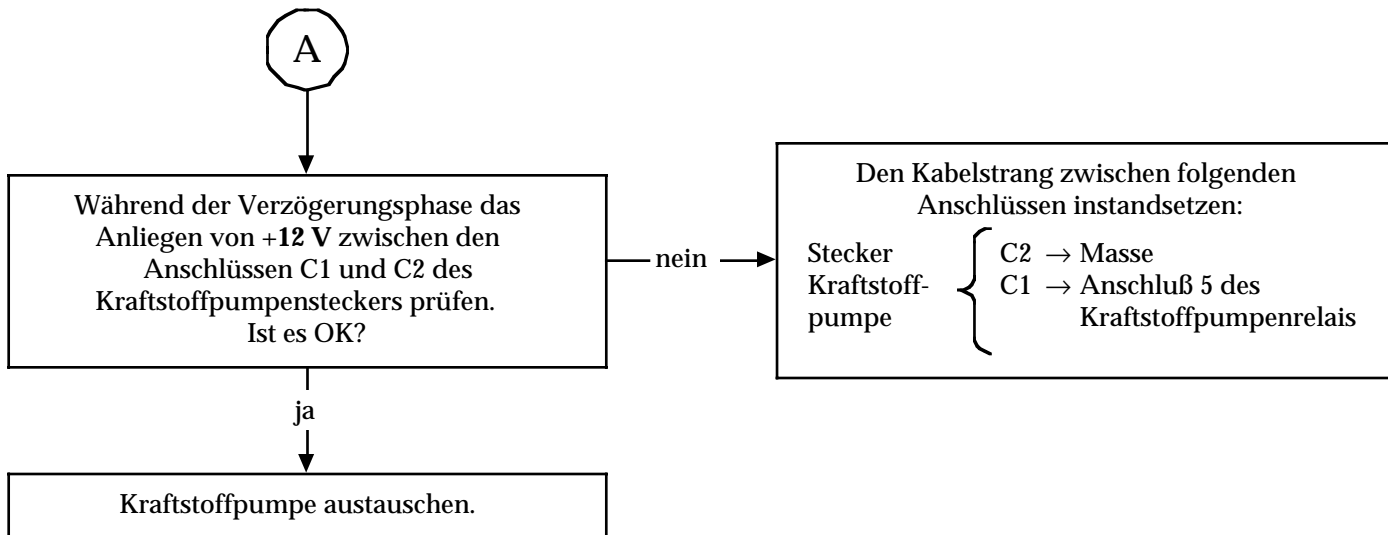 A
Während der Verzögerungsphase das
Anliegen von +12 V zwischen den
Anschlüssen C1 und C2 des
Kraftstoffpumpensteckers prüfen.
Ist es OK?
nein
Den Kabelstrang zwischen folgenden
Anschlüssen instandsetzen:
Stecker
Kraftstoff-
pumpe
C2 → Masse
C1 → Anschluß 5 des
Kraftstoffpumpenrelais
ja
Kraftstoffpumpe austauschen.